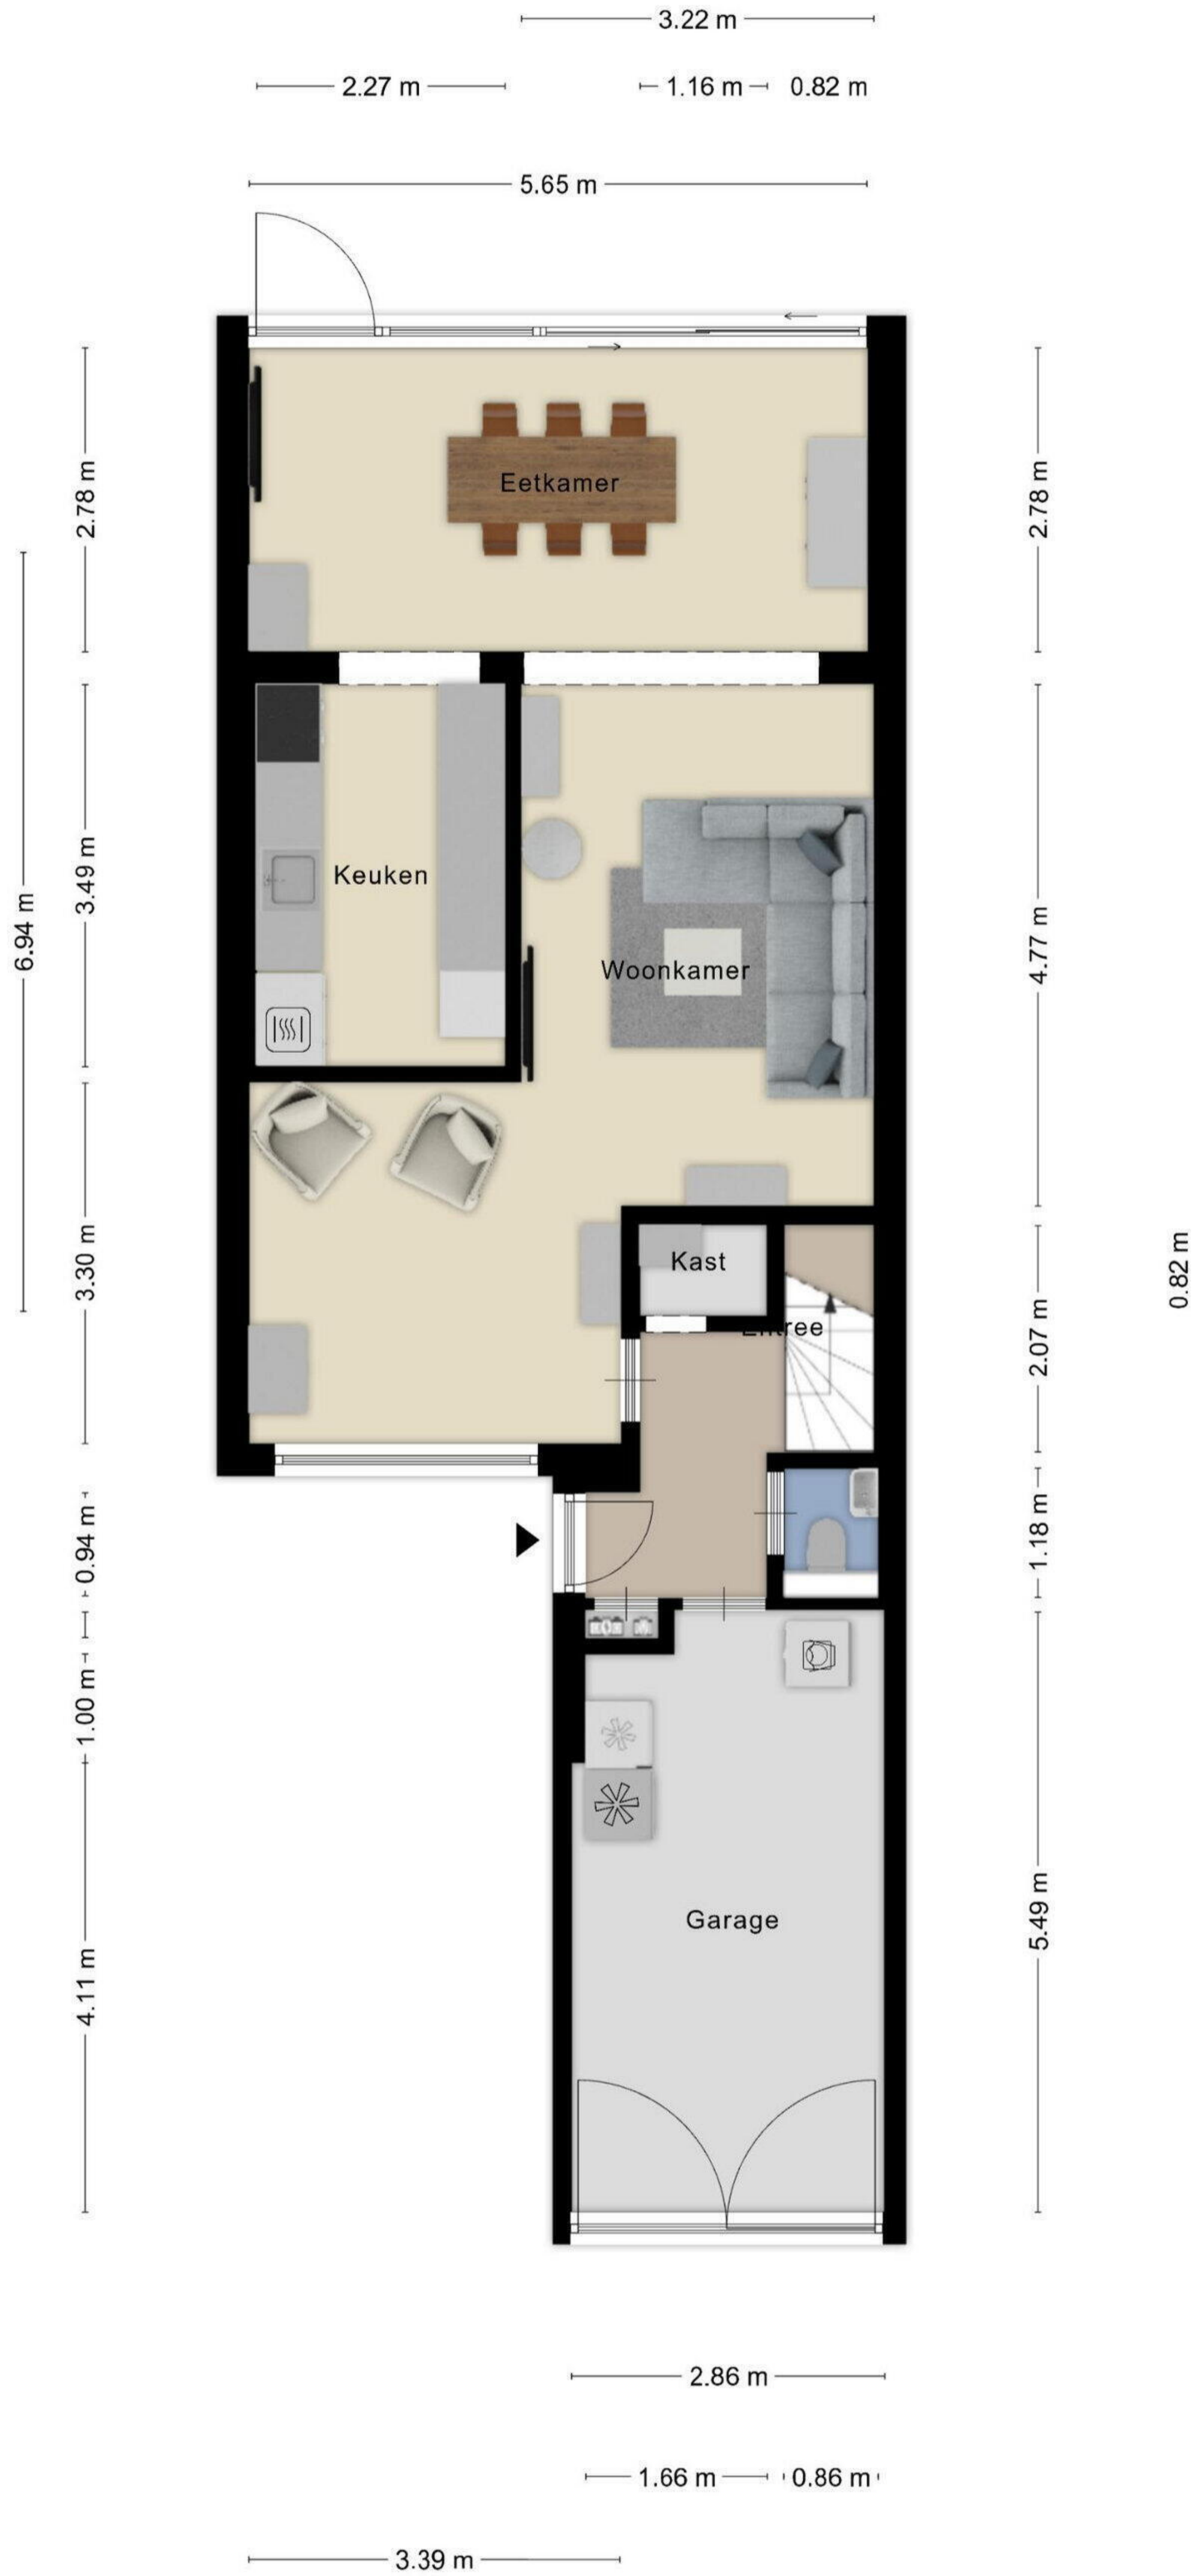 3.22 m
2.27 m
1.16 m
0.82 m
5.65 m
2.78 m
Eetkamer
2.78 m
6.94 m
3.49 m
Keuken
Woonkamer
4.77 m
3.30 m
Kast
0.82 m
Entree
2.07 m
0.94 m
1.18 m
1.00 m
Garage
4.11 m
5.49 m
2.86 m
1.66 m
0.86 m
3.39 m